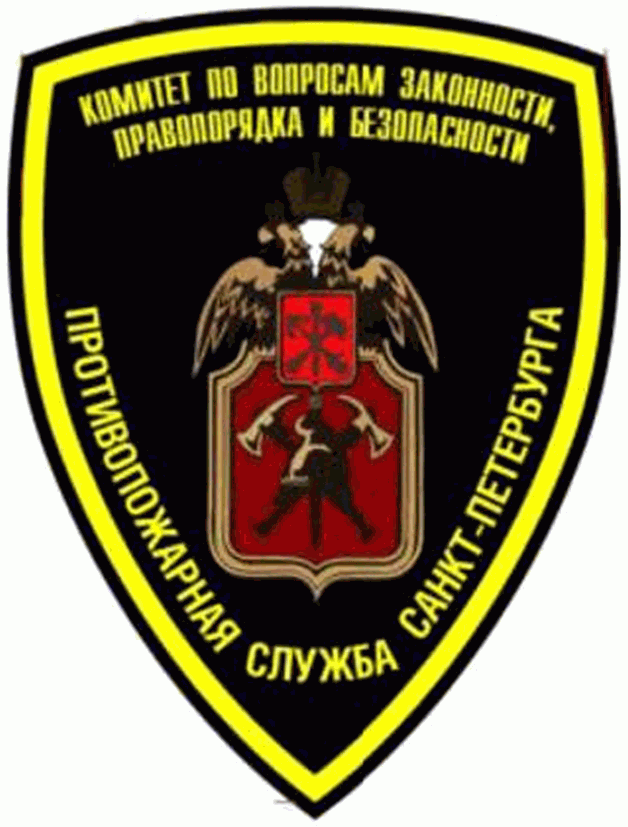 КОМИТЕТ ПО ВОПРОСАМ ЗАКОННОСТИ,
ПРАВОПОРЯДКА И БЕЗОПАСНОСТИ
ПРОТИВОПОЖАРНАЯ СЛУЖБА САНКТ-ПЕТЕРБУРГА